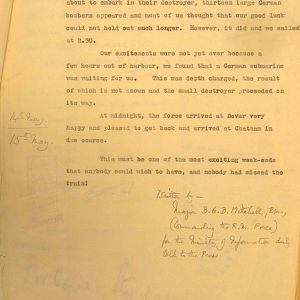 about to embark in their destroyer, thirteen large German
bombers appeared and most of us thought that our good luck
could not hold out much longer. However, it did and we sailed
at 2.30.
Our excitements were not yet over because a
few hours out of harbour, we found that a German submarine
was waiting for us. This was depth charged, the result
of which is not known and the small destroyer proceeded on
its way.
14th May.
15th May.
At midnight, the force arrived at Dover very
happy and pleased to get back and arrived at Chatham in
due course.
This must be one of the most exciting week-ends
that anybody could wish to have, and nobody had missed the
train!
Written by -
Major B.G.B. Mitchell, Esq.,
(Commanding the R.M. Force)
for the Ministry of Information
to the Press.